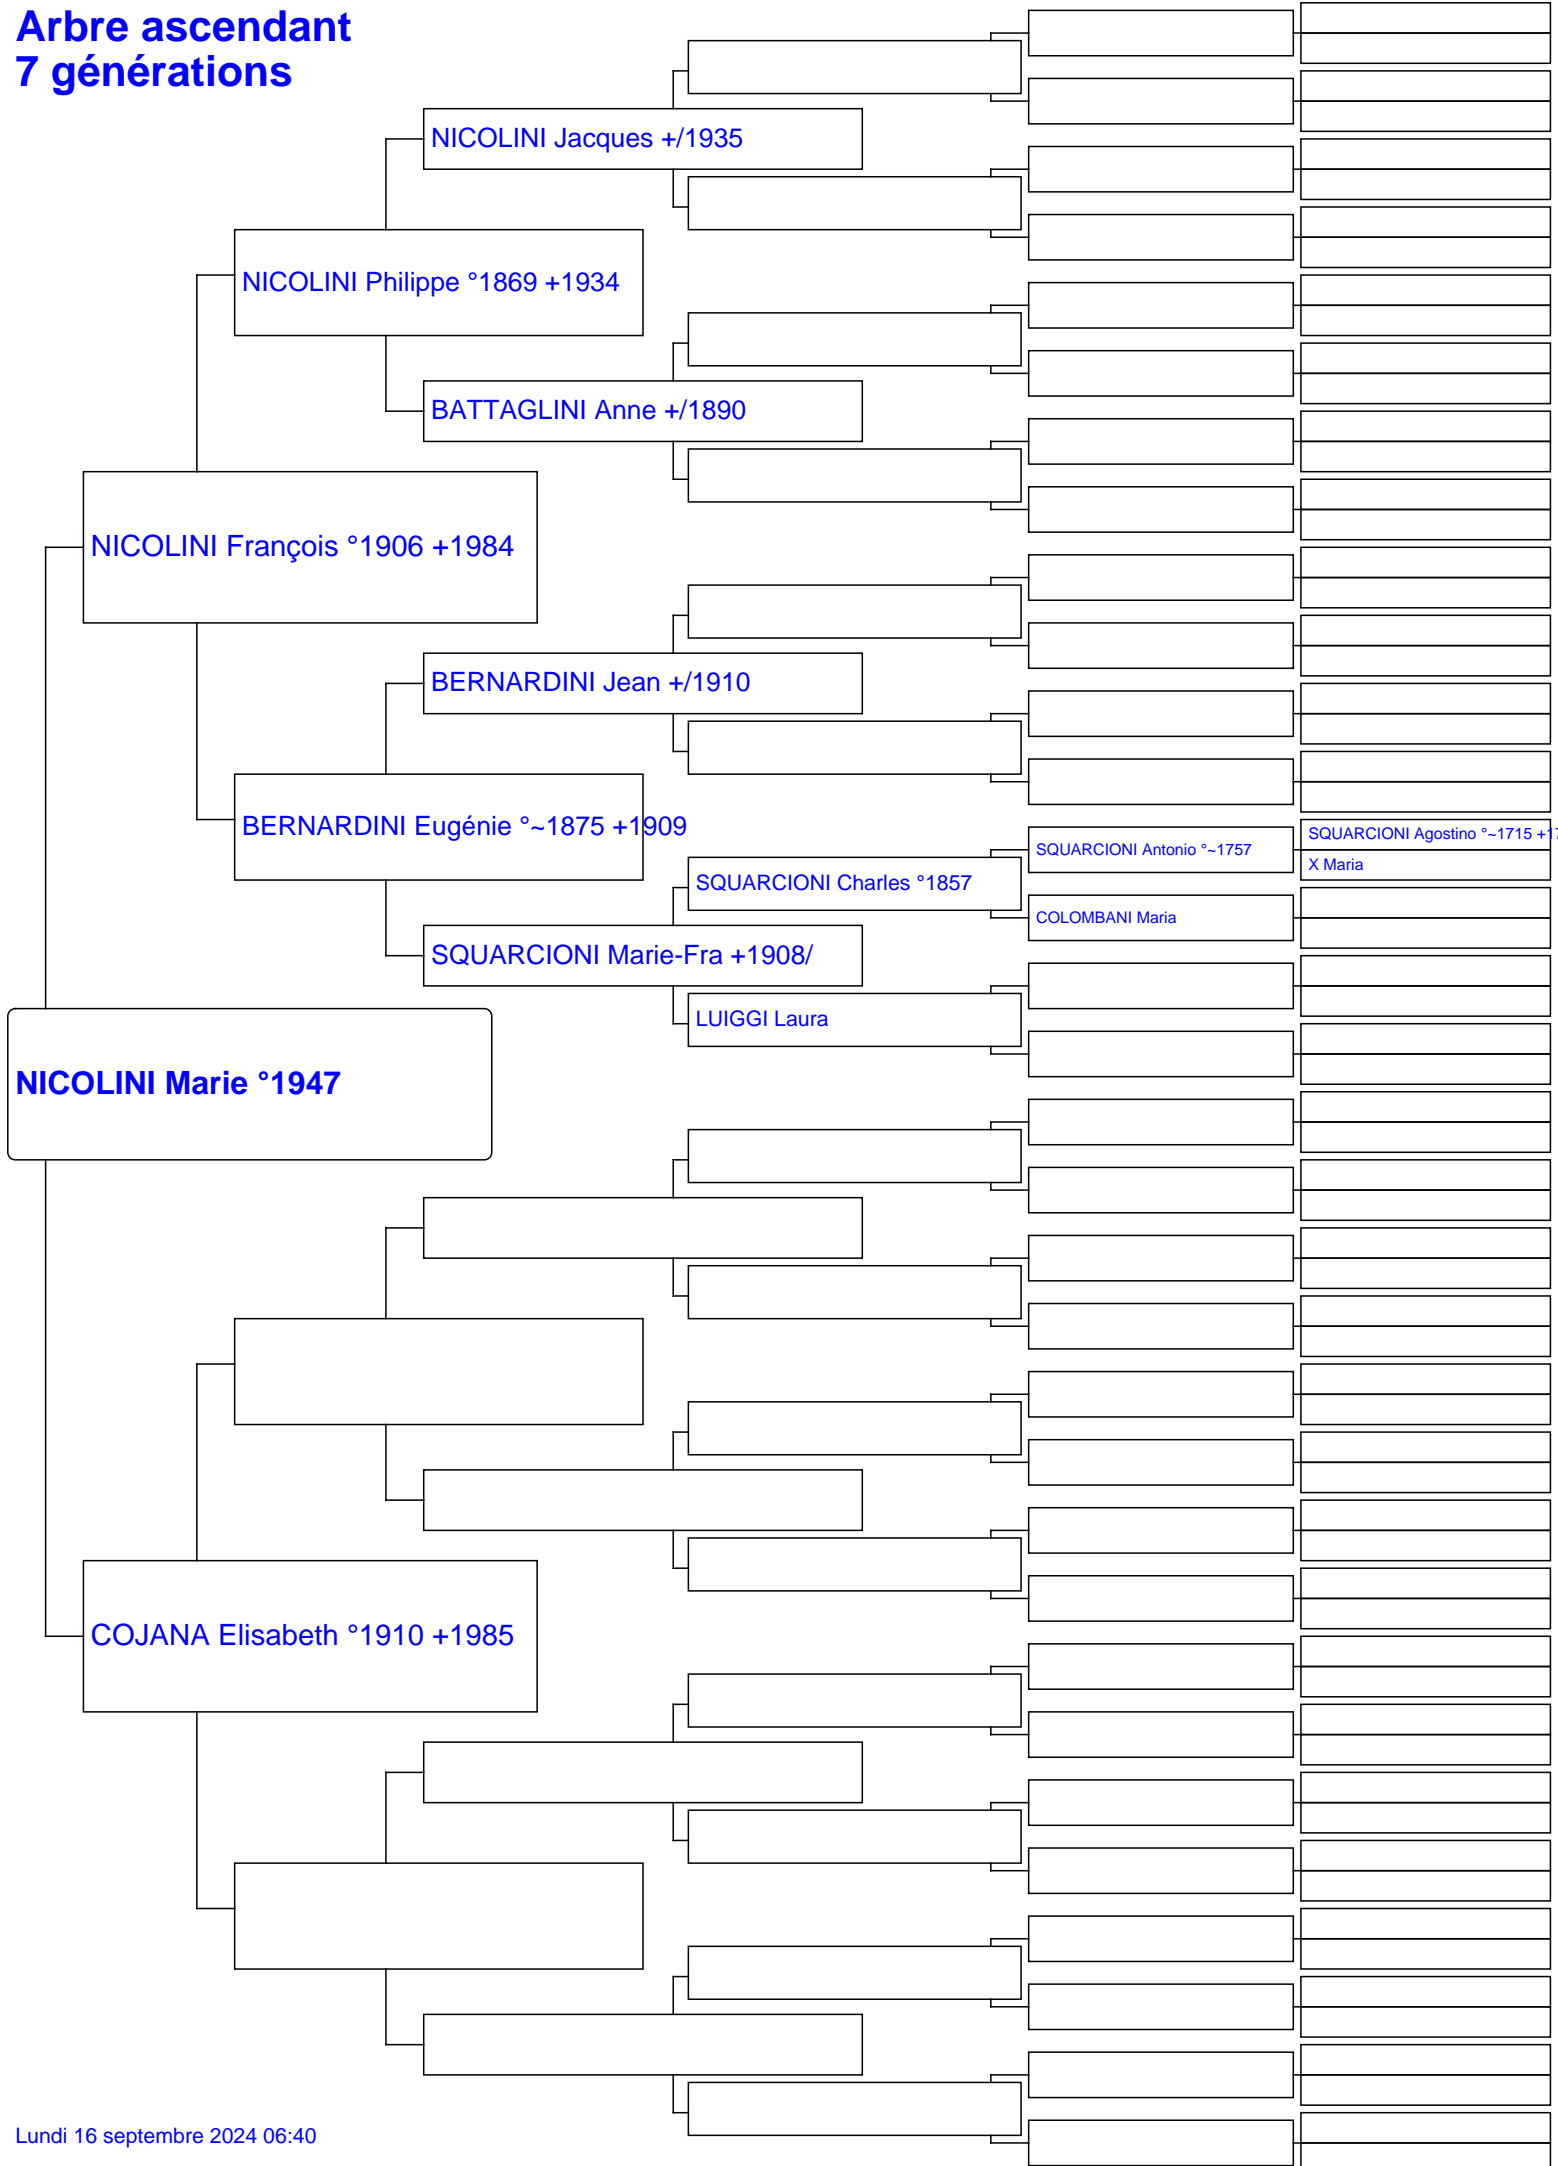 Arbre ascendant
7 générations
NICOLINI Jacques +/1935
NICOLINI Philippe °1869 +1934
BATTAGLINI Anne +/1890
NICOLINI François °1906 +1984
BERNARDINI Jean +/1910
BERNARDINI Eugénie °~1875 +1909
SQUARCIONI Agostino °~1715 +17
SQUARCIONI Antonio °~1757
X Maria
SQUARCIONI Charles °1857
COLOMBANI Maria
SQUARCIONI Marie-Fra +1908/
LUIGGI Laura
NICOLINI Marie °1947
COJANA Elisabeth °1910 +1985
Lundi 16 septembre 2024 06:40